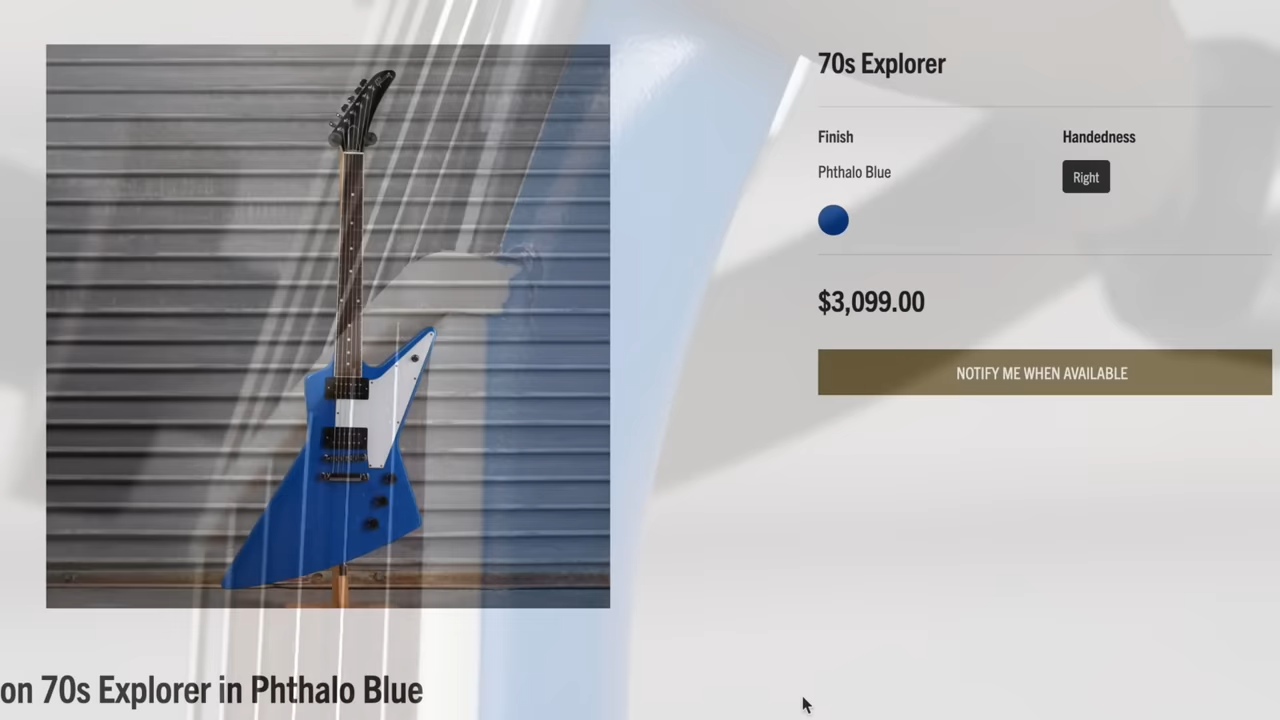 70s Explorer
Finish
Handedness
Phthalo Blue
Right
$3,099.00
NOTIFY ME WHEN AVAILABLE
on 70s Explorer in Phthalo Blue